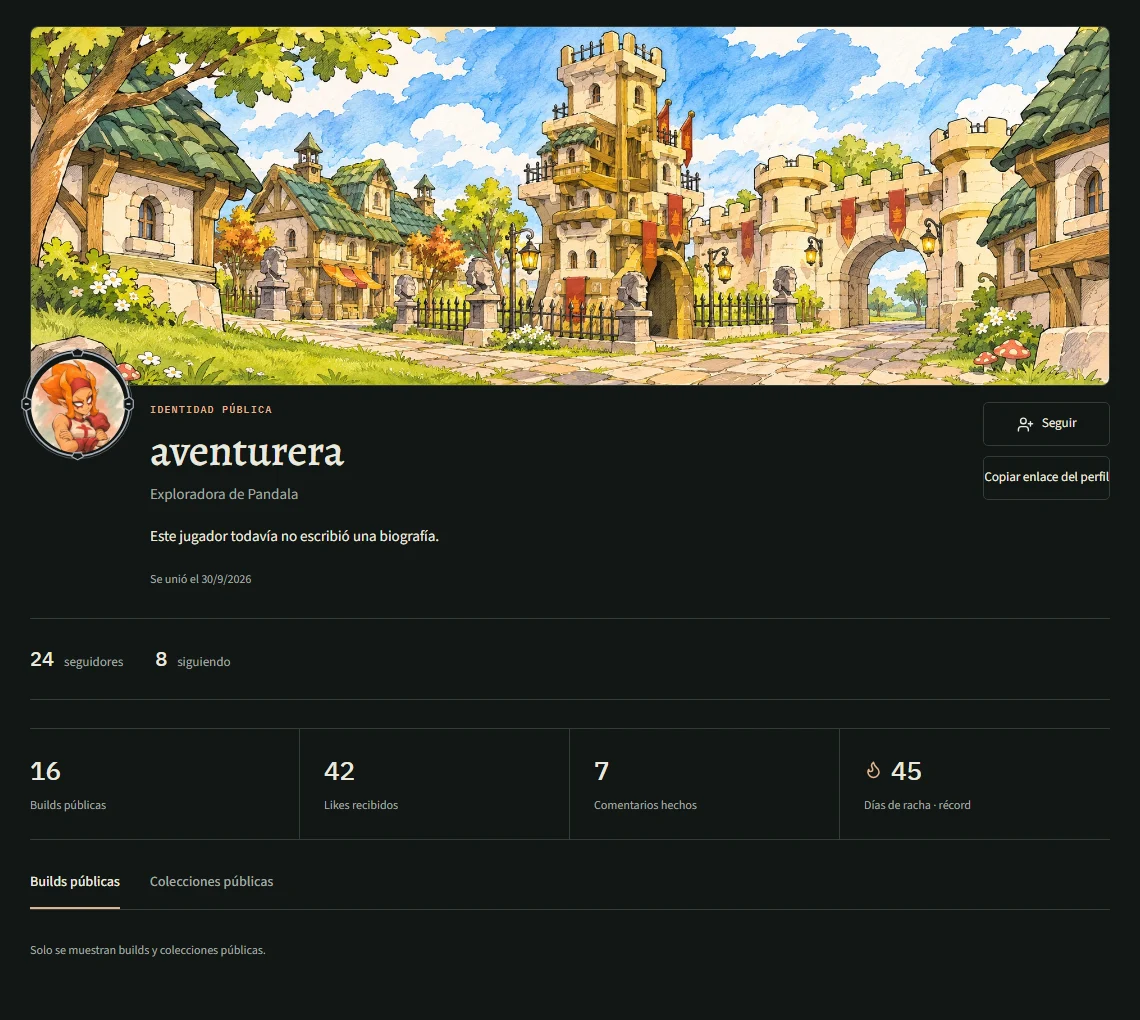 IDENTIDAD PÚBLICA
aventurera
Exploradora de Pandala
Este jugador todavía no escribió una biografía.
Se unió el 30/9/2026
Seguir
Copiar enlace del perfil
24 seguidores 8 siguiendo
16
Builds públicas
42
Likes recibidos
7
Comentarios hechos
45
Días de racha · récord
Builds públicas Colecciones públicas
Solo se muestran builds y colecciones públicas.